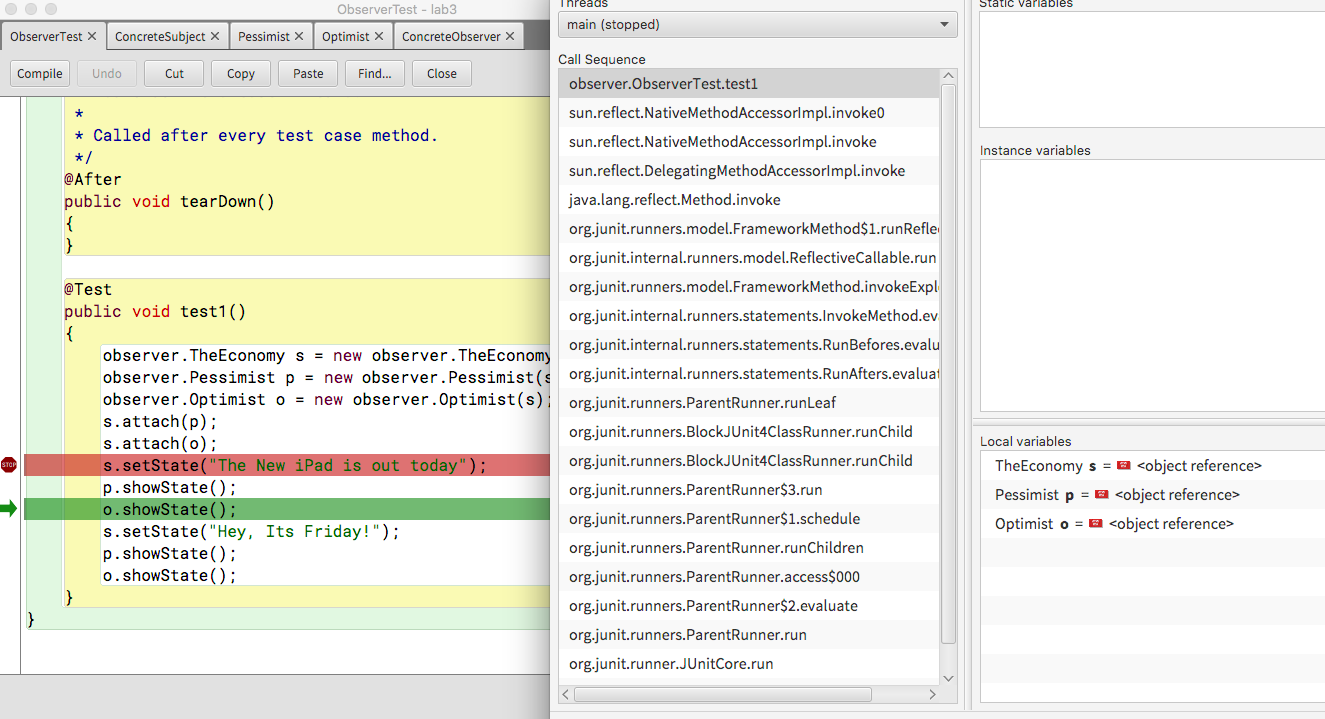 ObserverTest - lab3
ObserverTest ConcreteSubject Pessimist Optimist ConcreteObserver
Compile Undo Cut Copy Paste Find... Close
*
* Called after every test case method.
*/
@After
public void tearDown()
{
}
@Test
public void test1()
{
observer.TheEconomy s = new observer.TheEconomy
observer.Pessimist p = new observer.Pessimist(s
observer.Optimist o = new observer.Optimist(s);
s.attach(p);
s.attach(o);
STOP
s.setState("The New iPad is out today");
p.showState();
o.showState();
s.setState("Hey, Its Friday!");
p.showState();
o.showState();
}
}
Threads
main (stopped)
Call Sequence
observer.ObserverTest.test1
sun.reflect.NativeMethodAccessorImpl.invoke0
sun.reflect.NativeMethodAccessorImpl.invoke
sun.reflect.DelegatingMethodAccessorImpl.invoke
java.lang.reflect.Method.invoke
org.junit.runners.model.FrameworkMethod$1.runRefle
org.junit.internal.runners.model.ReflectiveCallable.run
org.junit.runners.model.FrameworkMethod.invokeExpl
org.junit.internal.runners.statements.InvokeMethod.ev
org.junit.internal.runners.statements.RunBefores.evalu
org.junit.internal.runners.statements.RunAfters.evaluat
org.junit.runners.ParentRunner.runLeaf
org.junit.runners.BlockJUnit4ClassRunner.runChild
org.junit.runners.BlockJUnit4ClassRunner.runChild
org.junit.runners.ParentRunner$3.run
org.junit.runners.ParentRunner$1.schedule
org.junit.runners.ParentRunner.runChildren
org.junit.runners.ParentRunner.access$000
org.junit.runners.ParentRunner$2.evaluate
org.junit.runners.ParentRunner.run
org.junit.runner.JUnitCore.run
Static variables
Instance variables
Local variables
TheEconomy s = <object reference>
Pessimist p = <object reference>
Optimist o = <object reference>